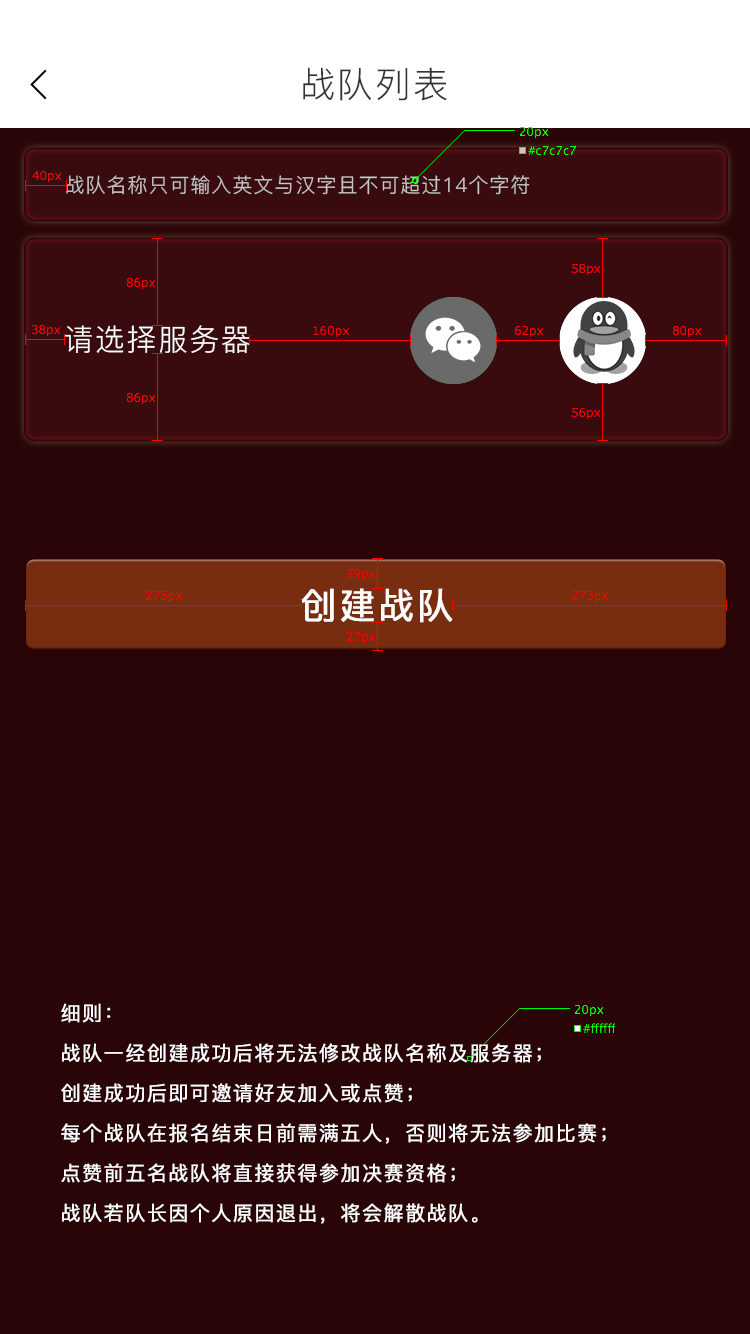 战队列表
20px
#c7c7c7
40px
战队名称只可输入英文与汉字且不可超过14个字符
86px
58px
38px
请选择服务器
160px
62px
80px
86px
56px
29px
275px
创建战队
273px
27px
细则：
20px
#ffffff
战队一经创建成功后将无法修改战队名称及服务器；
创建成功后即可邀请好友加入或点赞；
每个战队在报名结束日前需满五人，否则将无法参加比赛；
点赞前五名战队将直接获得参加决赛资格；
战队若队长因个人原因退出，将会解散战队。